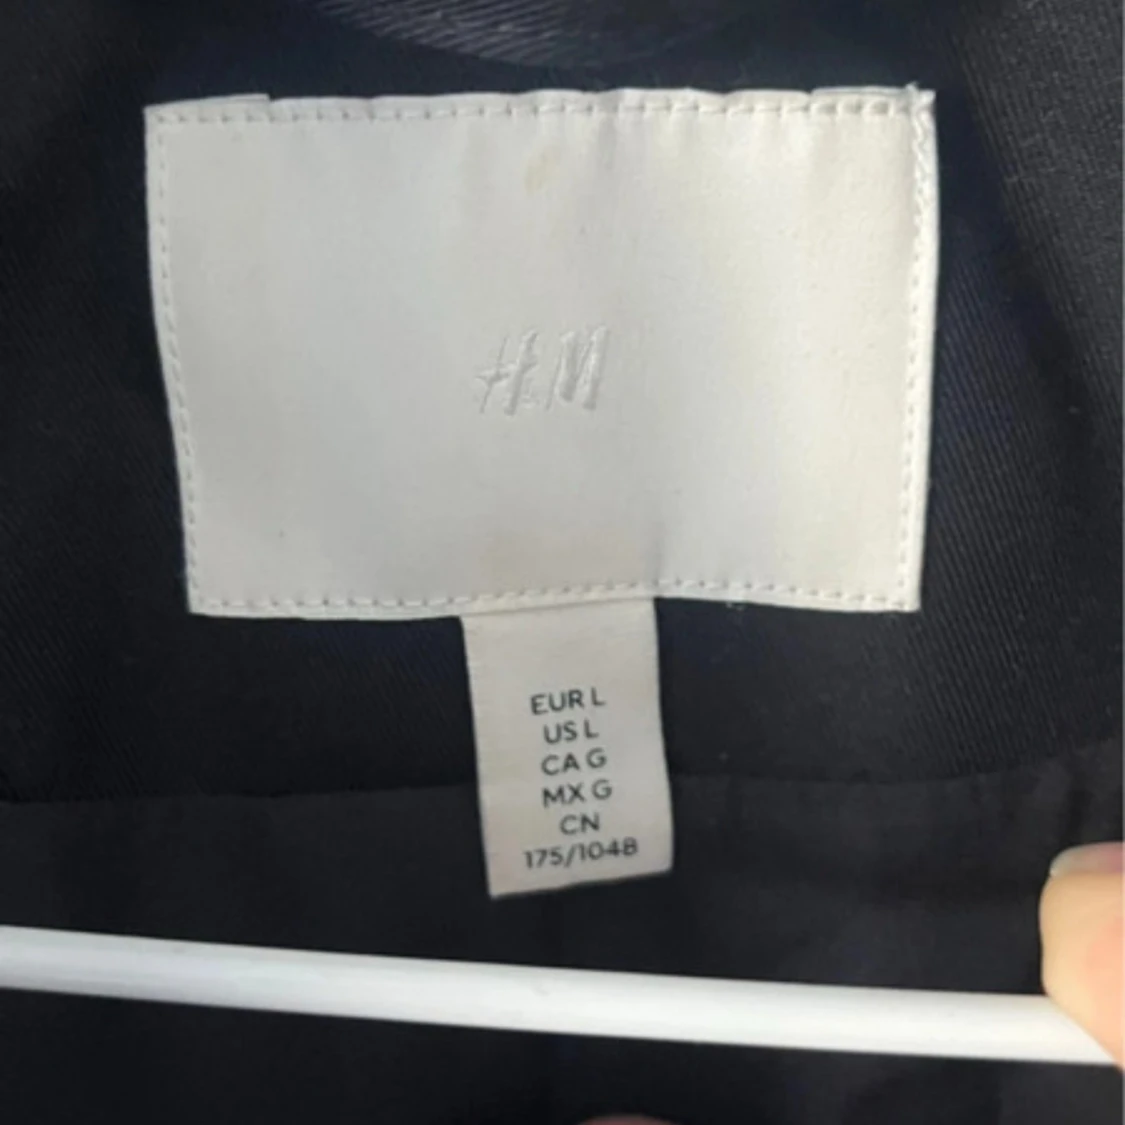 H&M
EUR L
US L
CA G
MX G
CN
175/104B